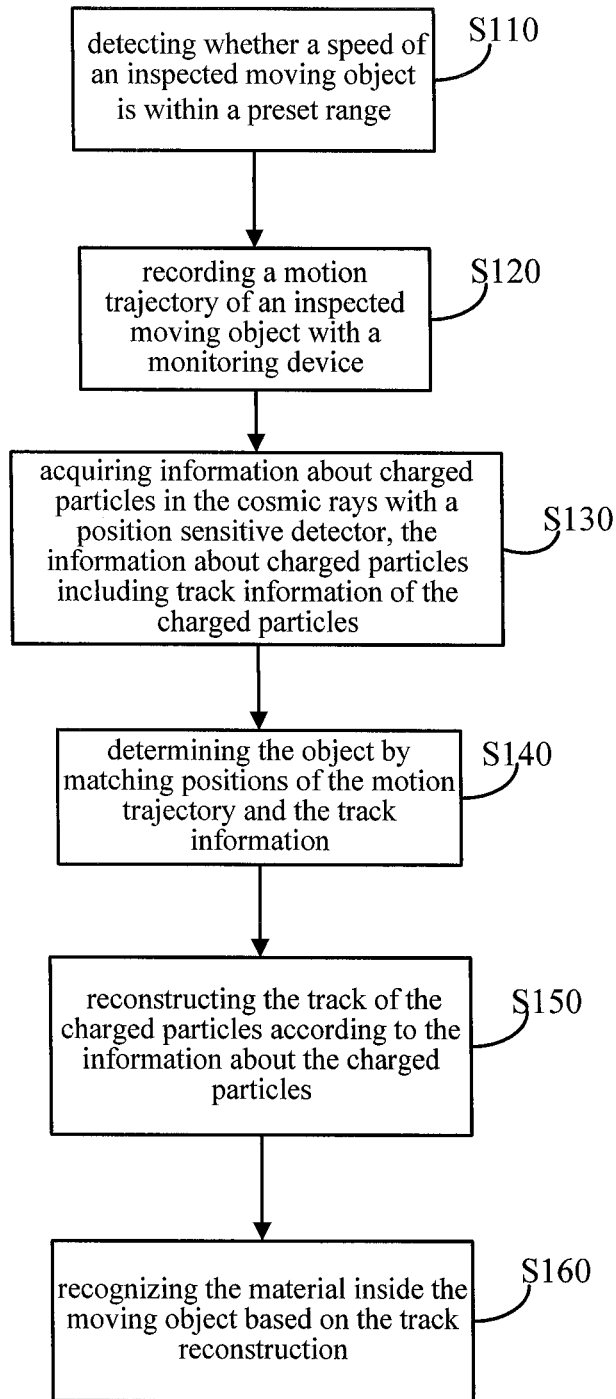 detecting whether a speed of
an inspected moving object
is within a preset range
S110
recording a motion
trajectory of an inspected
moving object with a
monitoring device
S120
acquiring information about charged
particles in the cosmic rays with a
position sensitive detector, the
information about charged particles
including track information of the
charged particles
S130
determining the object by
matching positions of the motion
trajectory and the track
information
S140
reconstructing the track of the
charged particles according to the
information about the charged
particles
S150
recognizing the material inside the
moving object based on the track
reconstruction
S160